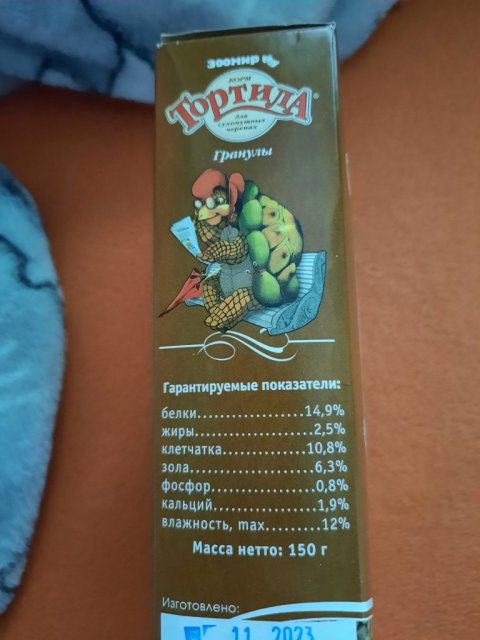 ЗООМИР
КОРМ
ТОРТИЛА®
для
сухопутных
черепах
гранулы
Гарантируемые показатели:
белки..................14,9%
жиры....................2,5%
клетчатка..............10,8%
зола....................6,3%
фосфор..................0,8%
кальций.................1,9%
влажность, max.........12%
Масса нетто: 150 г
Изготовлено:
11 2023